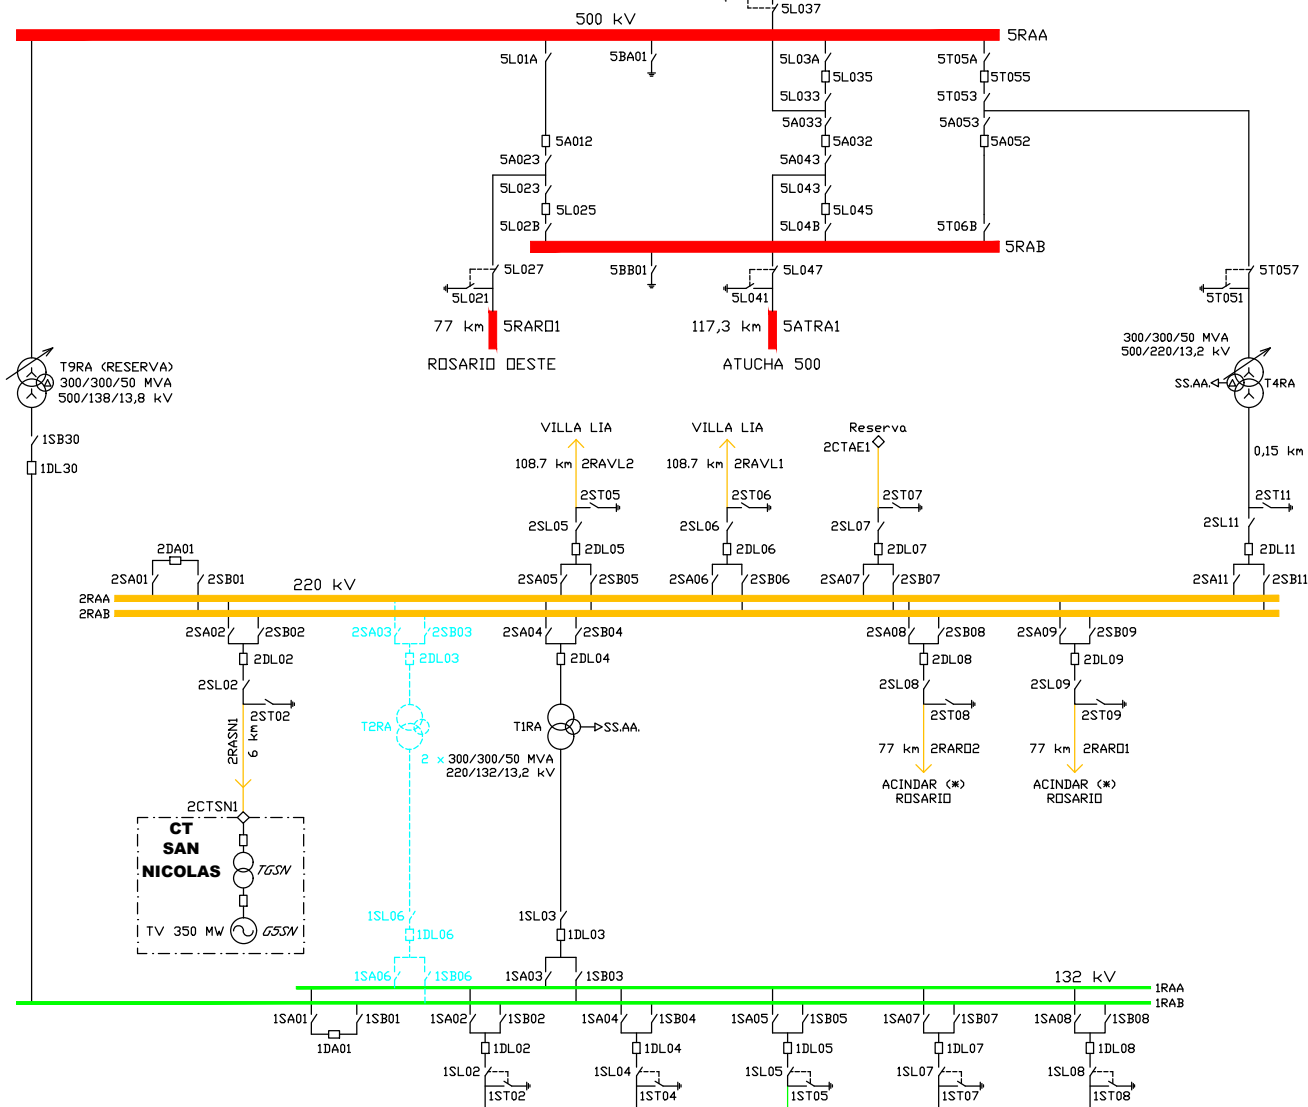 5L037
500 kV
5RAA
5L01A
5BA01
5L03A
5T05A
5L035
5T055
5L033
5T053
5A033
5A053
5A012
5A032
5A052
5A023
5A043
5L023
5L043
5L025
5L045
5L02B
5L04B
5T06B
5RAB
5L027
5BB01
5L047
5T057
5L021
5L041
5T051
77 km
5RARO1
117,3 km
5ATRA1
ROSARIO OESTE
ATUCHA 500
300/300/50 MVA
500/220/13,2 kV
T9RA (RESERVA)
300/300/50 MVA
500/138/13,8 kV
SS.AA.
T4RA
1SB30
1DL30
VILLA LIA
VILLA LIA
Reserva
2CTAE1
108.7 km
2RAVL2
108.7 km
2RAVL1
0,15 km
2ST05
2ST06
2ST07
2ST11
2SL05
2SL06
2SL07
2SL11
2DA01
2DL05
2DL06
2DL07
2DL11
2SA01
2SB01
220 kV
2SA05
2SB05
2SA06
2SB06
2SA07
2SB07
2SA11
2SB11
2RAA
2RAB
2SA02
2SB02
2SA03
2SB03
2SA04
2SB04
2SA08
2SB08
2SA09
2SB09
2DL02
2DL03
2DL04
2DL08
2DL09
2SL02
2SL08
2SL09
2ST02
2ST08
2ST09
2RASN1
6 km
T2RA
T1RA
SS.AA.
2 x 300/300/50 MVA
220/132/13,2 kV
77 km
2RARO2
77 km
2RARO1
ACINDAR (*)
ROSARIO
ACINDAR (*)
ROSARIO
2CTSN1
CT
SAN
NICOLAS
TGSN
TV 350 MW
G5SN
1SL06
1SL03
1DL06
1DL03
1SA06
1SB06
1SA03
1SB03
132 kV
1RAA
1RAB
1SA01
1SB01
1SA02
1SB02
1SA04
1SB04
1SA05
1SB05
1SA07
1SB07
1SA08
1SB08
1DA01
1DL02
1DL04
1DL05
1DL07
1DL08
1SL02
1SL04
1SL05
1SL07
1SL08
1ST02
1ST04
1ST05
1ST07
1ST08